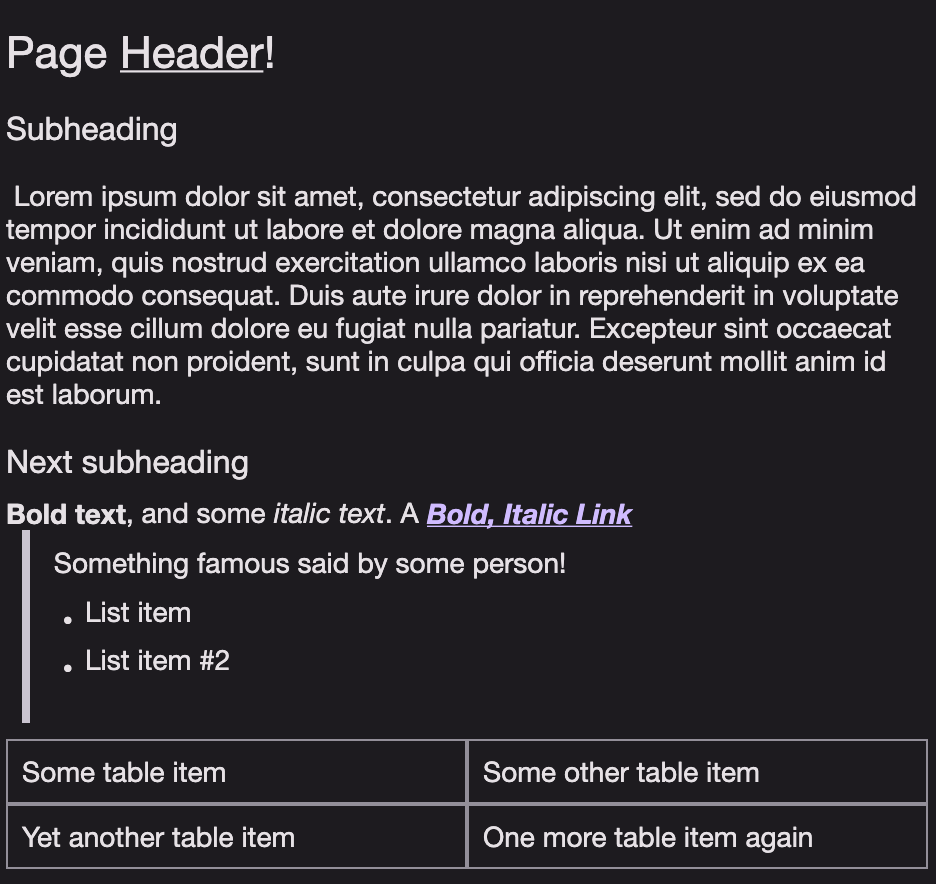 Page Header!
Subheading
Lorem ipsum dolor sit amet, consectetur adipiscing elit, sed do eiusmod
tempor incididunt ut labore et dolore magna aliqua. Ut enim ad minim
veniam, quis nostrud exercitation ullamco laboris nisi ut aliquip ex ea
commodo consequat. Duis aute irure dolor in reprehenderit in voluptate
velit esse cillum dolore eu fugiat nulla pariatur. Excepteur sint occaecat
cupidatat non proident, sunt in culpa qui officia deserunt mollit anim id
est laborum.
Next subheading
Bold text, and some italic text. A Bold, Italic Link
Something famous said by some person!
• List item
• List item #2
Some table item Some other table item
Yet another table item One more table item again